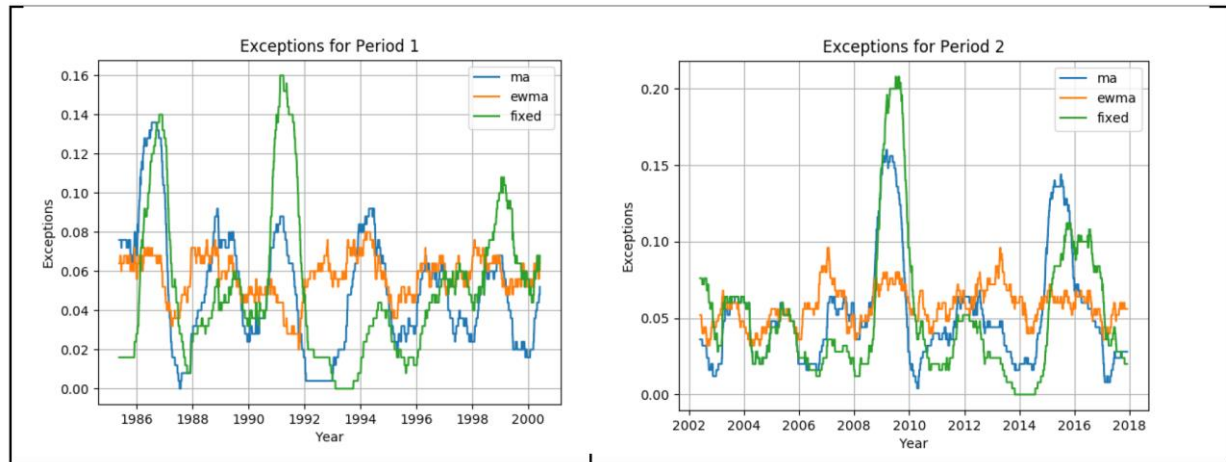 Exceptions for Period 1
0.16
0.14
0.12
0.10
0.08
0.06
0.04
0.02
0.00
Exceptions
ma
ewma
fixed
1986 1988 1990 1992 1994 1996 1998 2000
Year
Exceptions for Period 2
0.20
0.15
0.10
0.05
0.00
Exceptions
ma
ewma
fixed
2002 2004 2006 2008 2010 2012 2014 2016 2018
Year